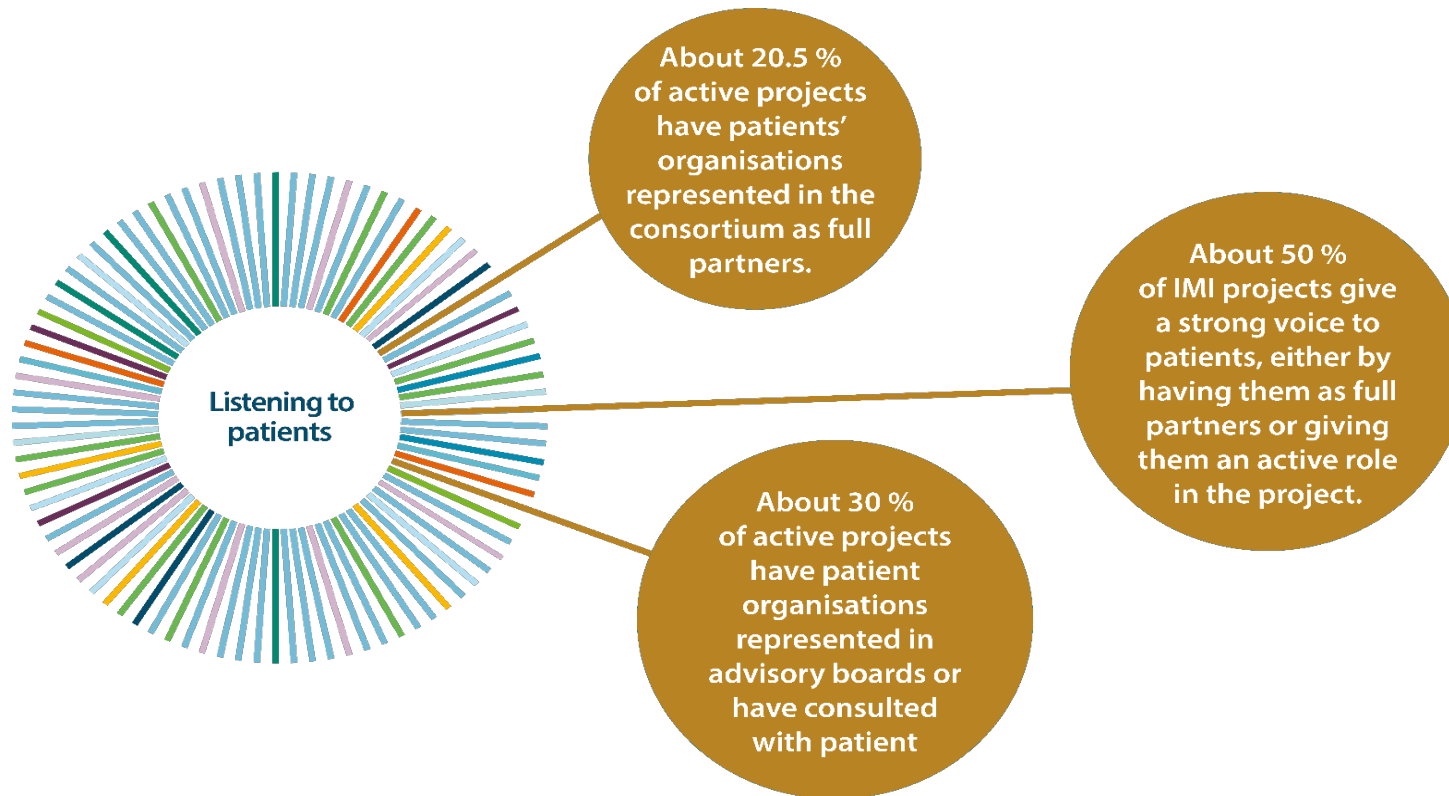 About 20.5 %
of active projects
have patients’
organisations
represented in the
consortium as full
partners.
Listening to
patients
About 50 %
of IMI projects give
a strong voice to
patients, either by
having them as full
partners or giving
them an active role
in the project.
About 30 %
of active projects
have patient
organisations
represented in
advisory boards or
have consulted
with patient